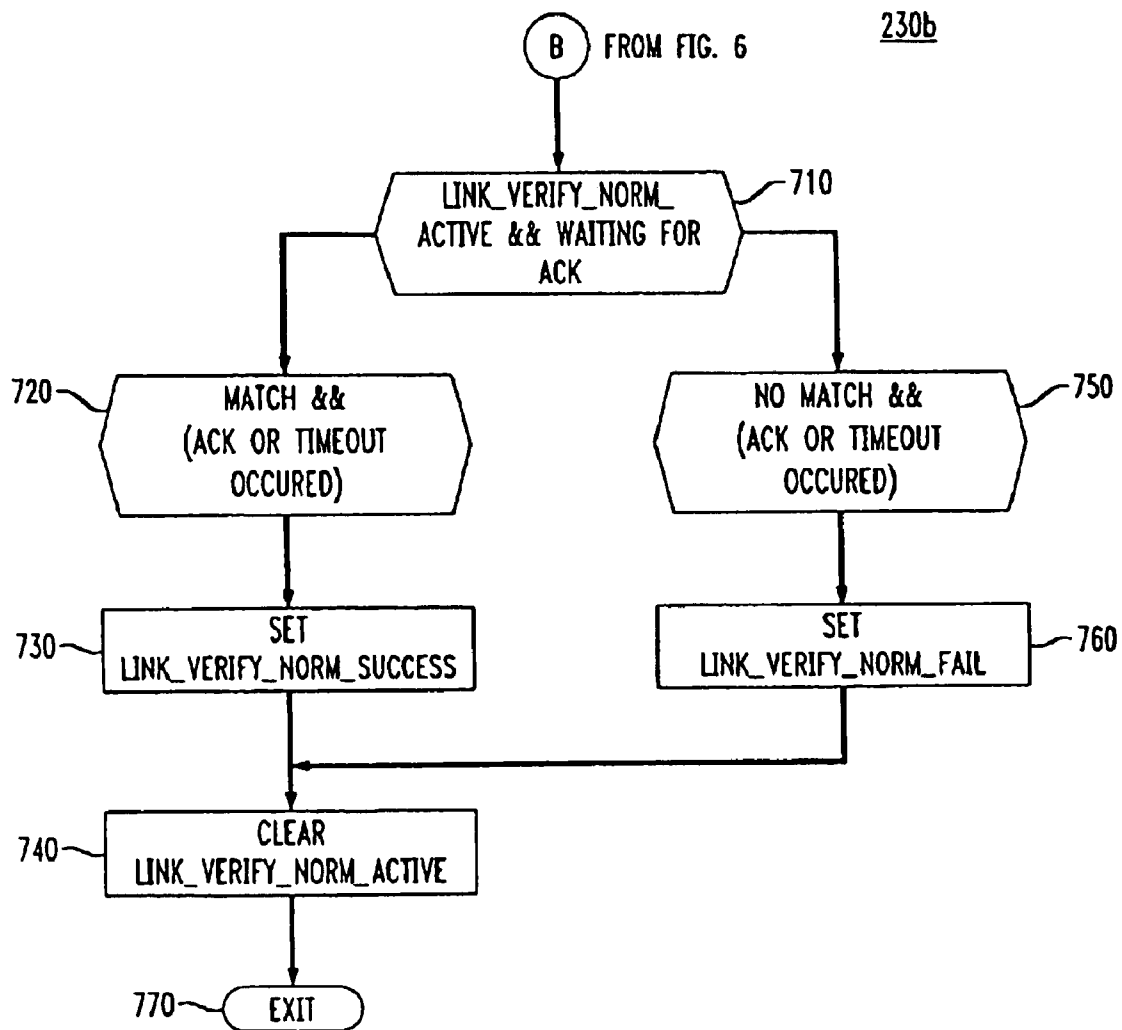 230b
B FROM FIG. 6
710
LINK_VERIFY_NORM_
ACTIVE && WAITING FOR
ACK
720
MATCH &&
(ACK OR TIMEOUT
OCCURED)
750
NO MATCH &&
(ACK OR TIMEOUT
OCCURED)
730
SET
LINK_VERIFY_NORM_SUCCESS
760
SET
LINK_VERIFY_NORM_FAIL
740
CLEAR
LINK_VERIFY_NORM_ACTIVE
770
EXIT